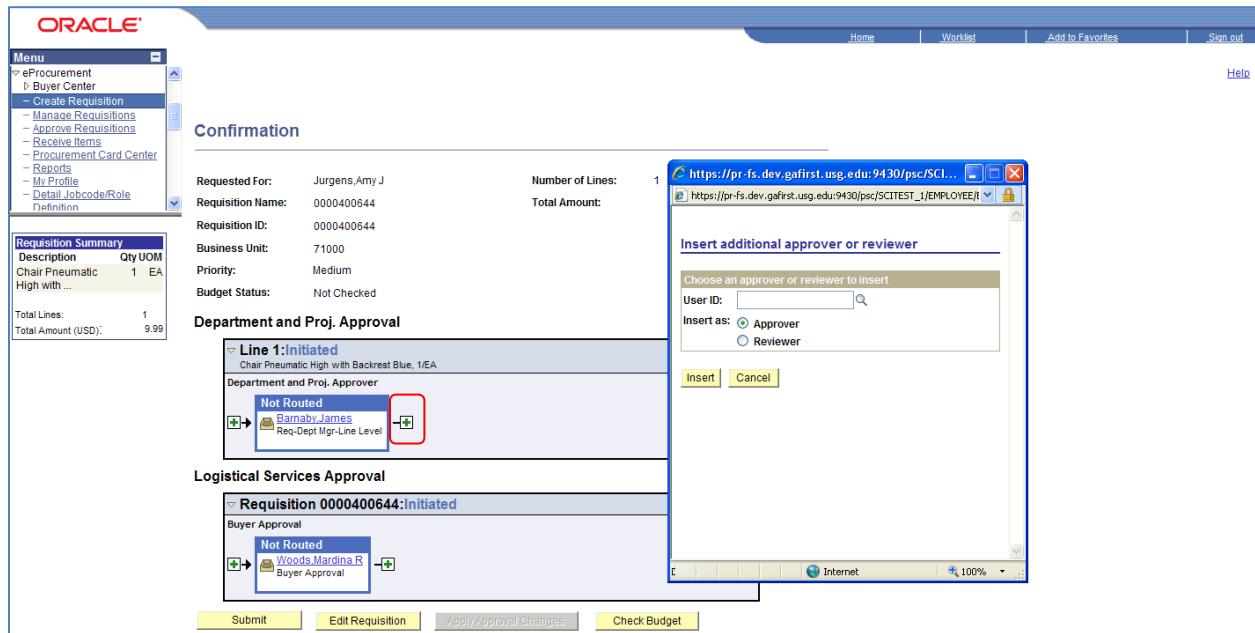 ORACLE
Home
Worklist
Add to Favorites
Sign out
Help
Menu
eProcurement
Buyer Center
Create Requisition
Manage Requisitions
Approve Requisitions
Receive Items
Procurement Card Center
Reports
My Profile
Detail Jobcode/Role
Definition
Requisition Summary
Description Qty UOM
Chair Pneumatic 1 EA
High with ...
Total Lines: 1
Total Amount (USD): 9.99
Confirmation
Requested For: Jurgens,Amy J Number of Lines: 1
Requisition Name: 0000400644 Total Amount:
Requisition ID: 0000400644
Business Unit: 71000
Priority: Medium
Budget Status: Not Checked
Department and Proj. Approval
Line 1:Initiated
Chair Pneumatic High with Backrest Blue, 1/EA
Department and Proj. Approver
Not Routed
Barnaby,James
Req-Dept Mgr-Line Level
Logistical Services Approval
Requisition 0000400644:Initiated
Buyer Approval
Not Routed
Woods,Mardina R
Buyer Approval
Submit
Edit Requisition
Apply Approval Changes
Check Budget
https://pr-fs.dev.gafirst.usg.edu:9430/psc/SCI...
https://pr-fs.dev.gafirst.usg.edu:9430/psc/SCITEST_1/EMPLOYEE/E
Insert additional approver or reviewer
Choose an approver or reviewer to insert
User ID:
Insert as: Approver
Reviewer
Insert
Cancel
Internet
100%